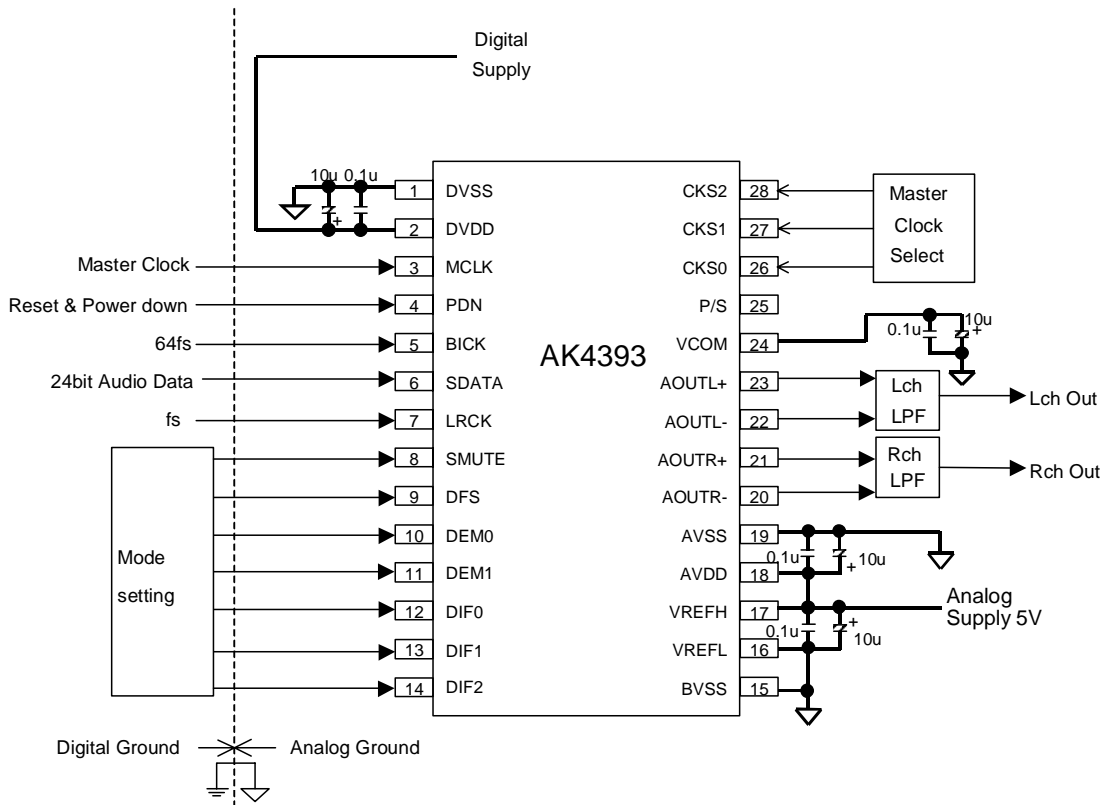 Digital
Supply
10u 0.1u
+
1 DVSS
2 DVDD
Master Clock 3 MCLK
Reset & Power down 4 PDN
64fs 5 BICK
24bit Audio Data 6 SDATA
fs 7 LRCK
8 SMUTE
9 DFS
10 DEM0
11 DEM1
12 DIF0
13 DIF1
14 DIF2
Mode
setting
AK4393
CKS2 28
CKS1 27
CKS0 26
P/S 25
VCOM 24
AOUTL+ 23
AOUTL- 22
AOUTR+ 21
AOUTR- 20
AVSS 19
AVDD 18
VREFH 17
VREFL 16
BVSS 15
Master
Clock
Select
0.1u 10u
+
Lch
LPF
Lch Out
Rch
LPF
Rch Out
0.1u + 10u
Analog
Supply 5V
0.1u + 10u
Digital Ground Analog Ground